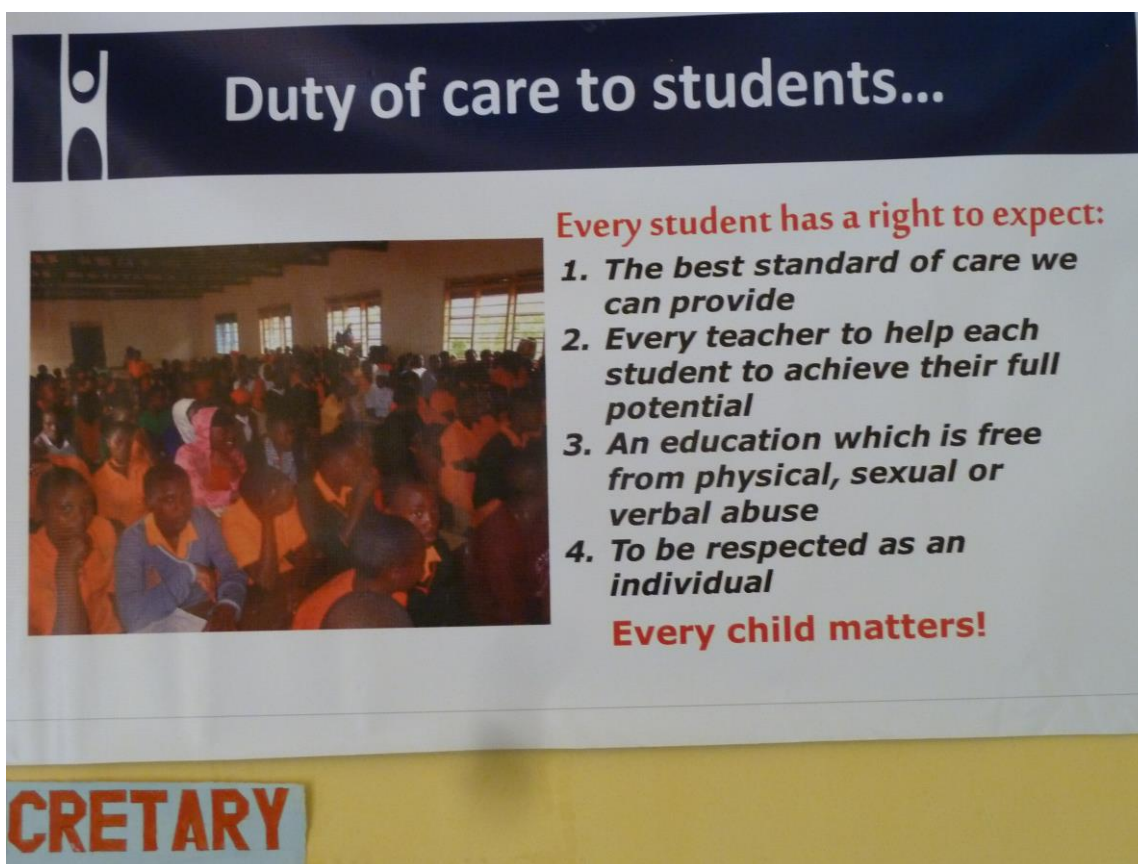 Duty of care to students...
Every student has a right to expect:
1. The best standard of care we
can provide
2. Every teacher to help each
student to achieve their full
potential
3. An education which is free
from physical, sexual or
verbal abuse
4. To be respected as an
individual
Every child matters!
CRETARY